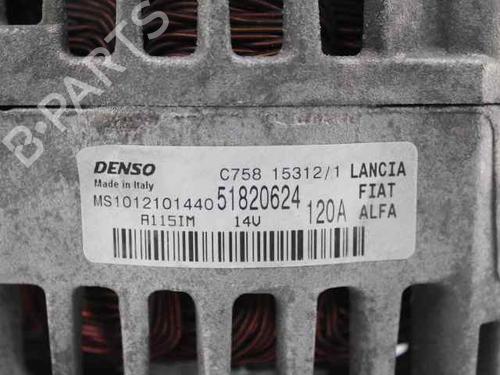 B-PARTS
DENSO C758 15312/1 LANCIA
Made in Italy FIAT
MS1012101440 51820624 120A ALFA
A115IM 14V